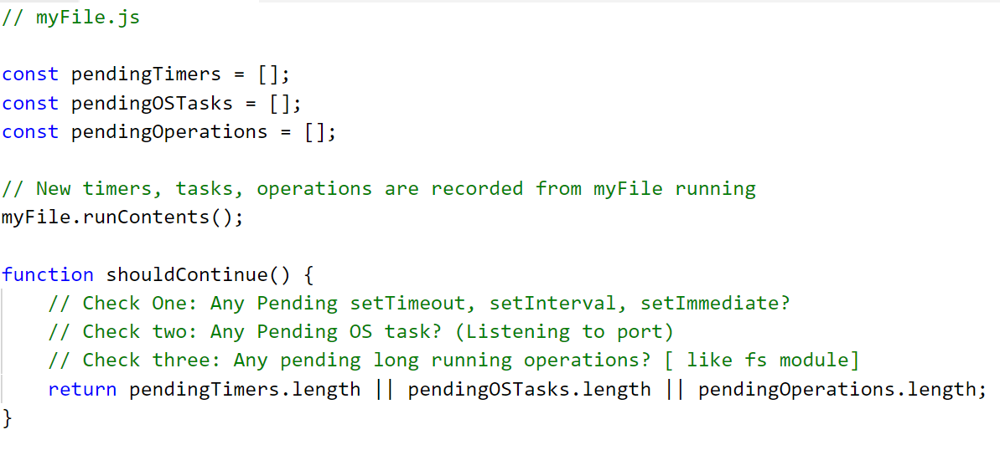 // myFile.js
const pendingTimers = [];
const pendingOSTasks = [];
const pendingOperations = [];
// New timers, tasks, operations are recorded from myFile running
myFile.runContents();
function shouldContinue() {
    // Check One: Any Pending setTimeout, setInterval, setImmediate?
    // Check two: Any Pending OS task? (Listening to port)
    // Check three: Any pending long running operations? [ like fs module]
    return pendingTimers.length || pendingOSTasks.length || pendingOperations.length;
}